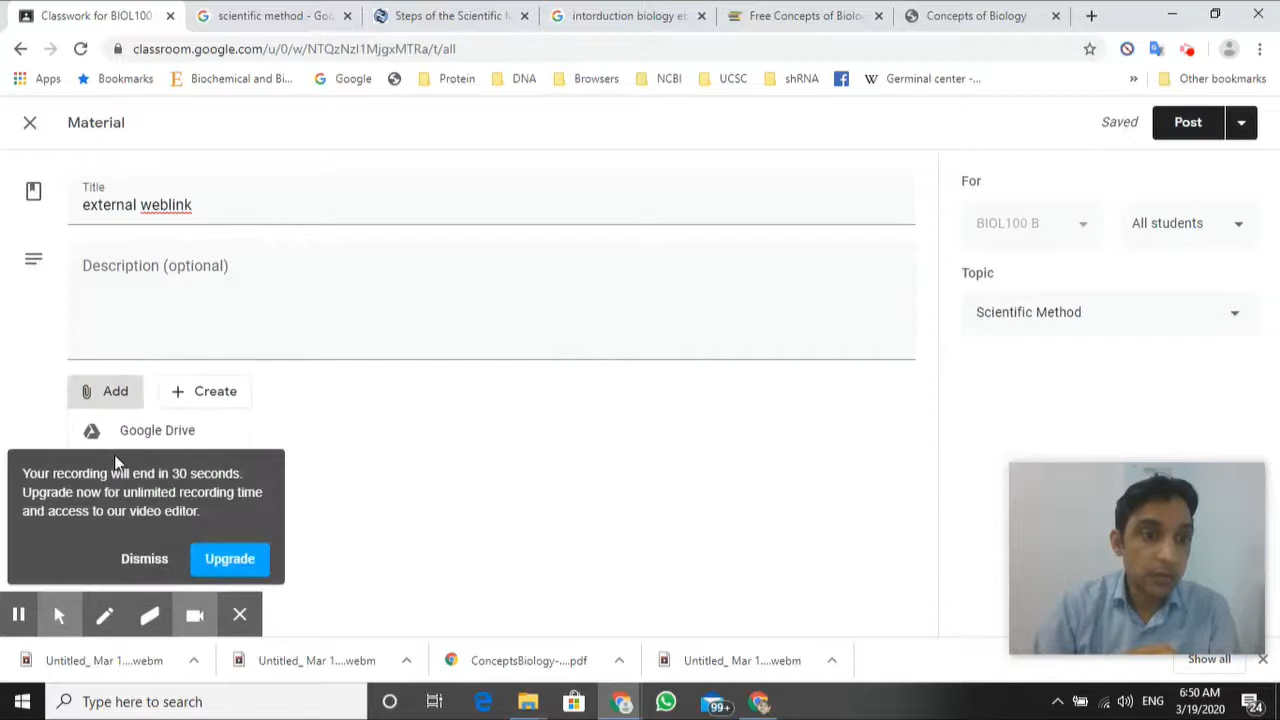 Classwork for BIOL100
scientific method - Goo
Steps of the Scientific M
intorduction biology et
Free Concepts of Biolo
Concepts of Biology
classroom.google.com/u/0/w/NTQzNzI1MjgxMTRa/t/all
Apps
Bookmarks
Biochemical and Bi...
Google
Protein
DNA
Browsers
NCBI
UCSC
shRNA
Germinal center -...
»
Other bookmarks
Material
Saved
Post
Title
external weblink
Description (optional)
For
BIOL100 B
All students
Topic
Scientific Method
Add
+ Create
Google Drive
Your recording will end in 30 seconds.
Upgrade now for unlimited recording time
and access to our video editor.
Dismiss
Upgrade
Untitled_ Mar 1....webm
Untitled_ Mar 1....webm
ConceptsBiology-....pdf
Untitled_ Mar 1....webm
Show all
Type here to search
99+
ENG
6:50 AM
3/19/2020
24